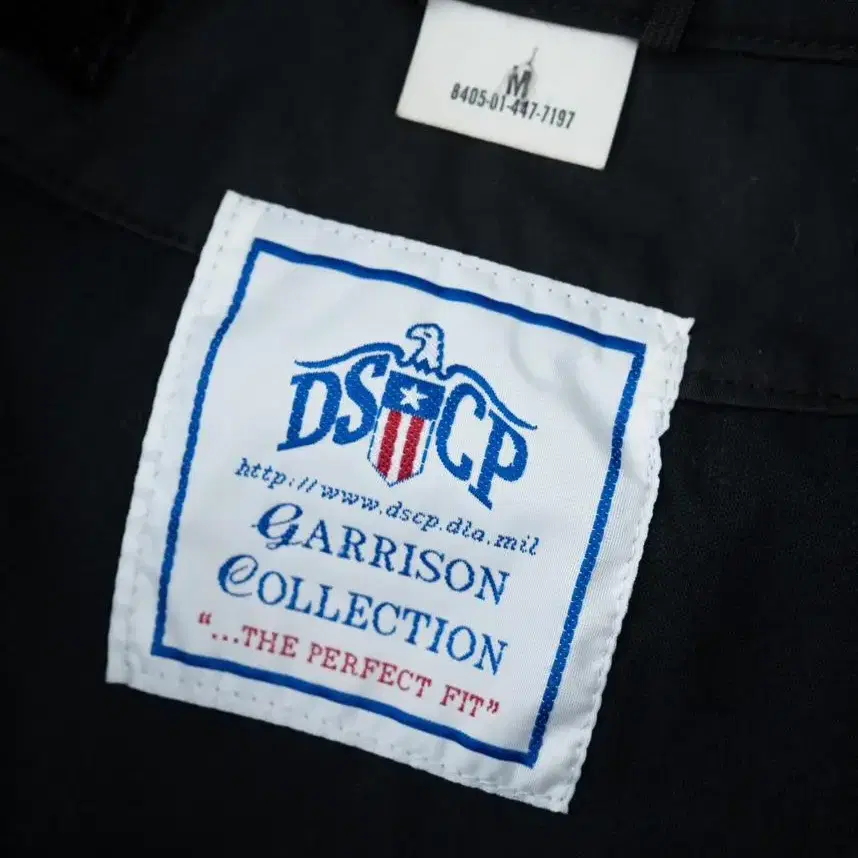 M
8405-01-447-7197
DSCP
http://www.dscp.dla.mil
GARRISON
COLLECTION
"...THE PERFECT FIT"